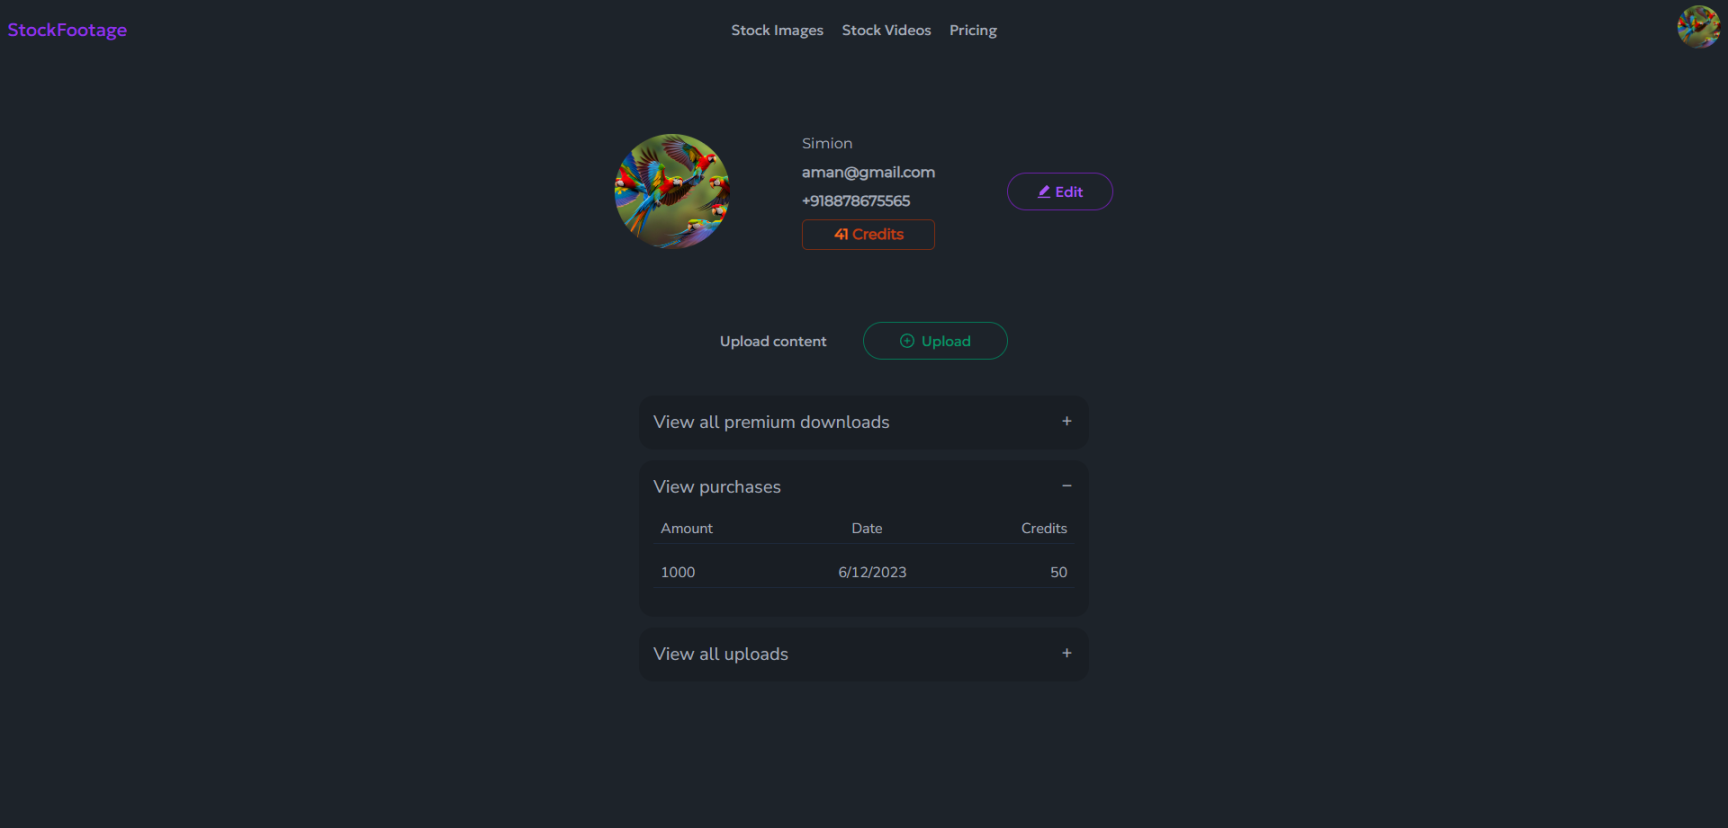 StockFootage
Stock Images Stock Videos Pricing
Simion
aman@gmail.com
+918878675565
41 Credits
Edit
Upload content
Upload
View all premium downloads +
View purchases −
Amount Date Credits
1000 6/12/2023 50
View all uploads +